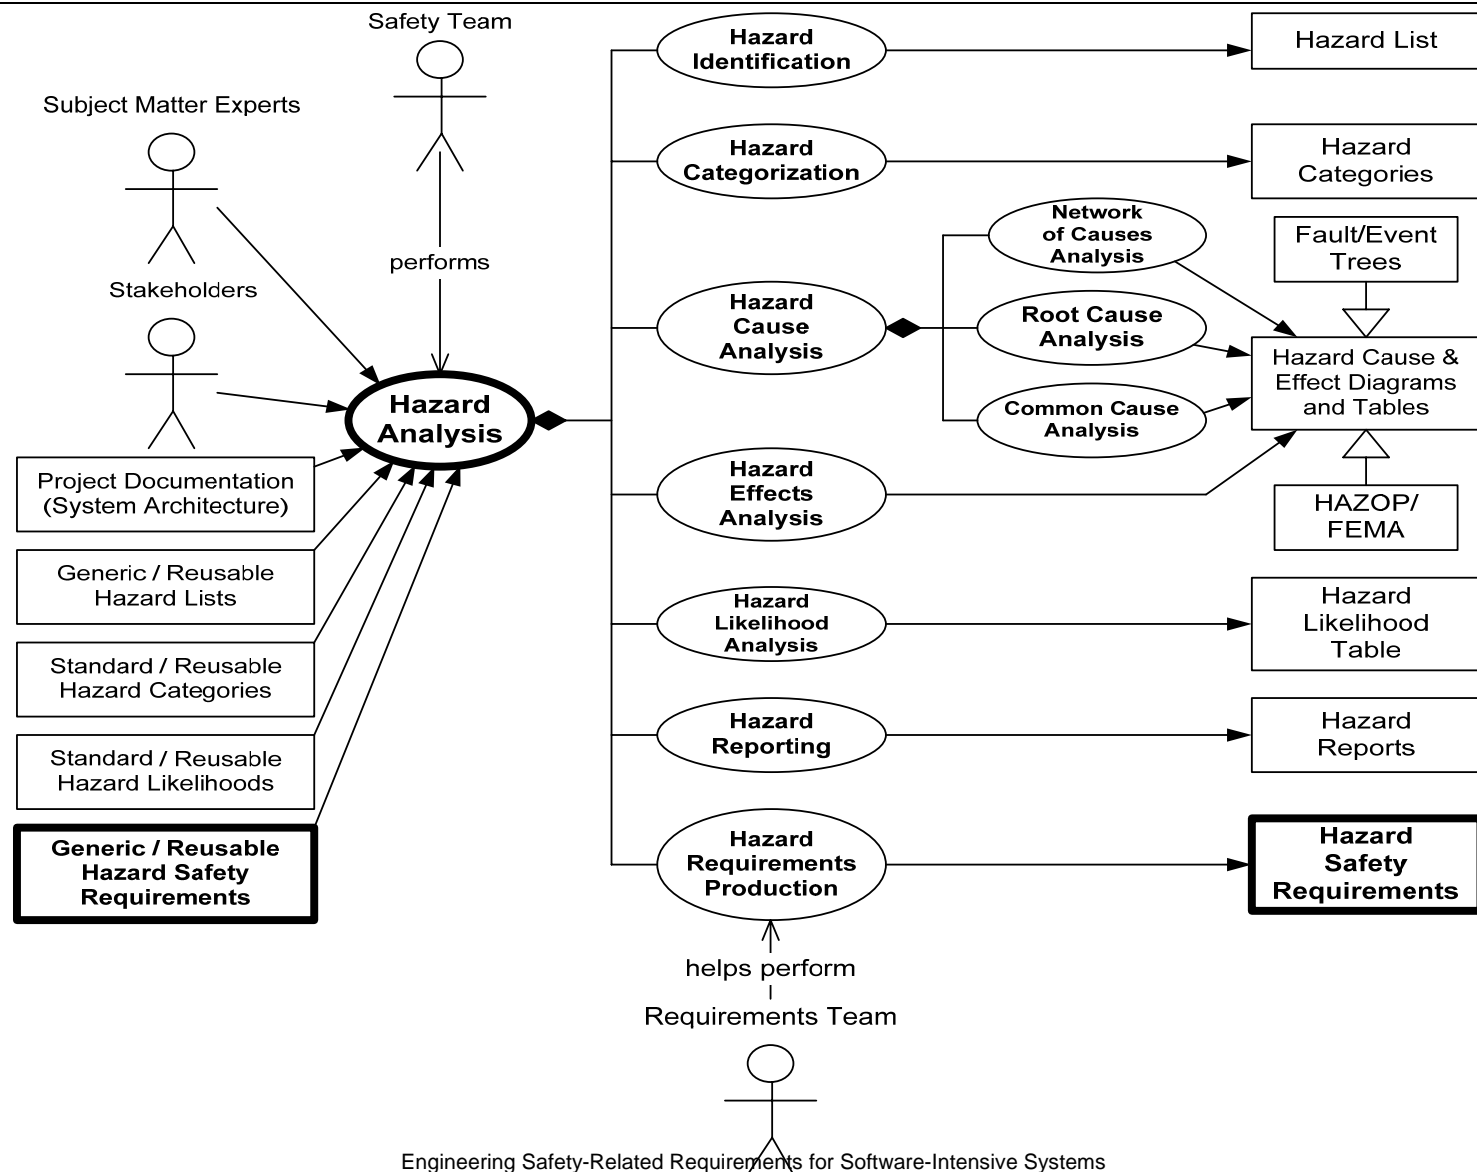 Safety Team
Subject Matter Experts
performs
Stakeholders
Hazard
Analysis
Project Documentation
(System Architecture)
Generic / Reusable
Hazard Lists
Standard / Reusable
Hazard Categories
Standard / Reusable
Hazard Likelihoods
Generic / Reusable
Hazard Safety
Requirements
Hazard
Identification
Hazard List
Hazard
Categorization
Hazard
Categories
Hazard
Cause
Analysis
Network
of Causes
Analysis
Root Cause
Analysis
Common Cause
Analysis
Fault/Event
Trees
Hazard Cause &
Effect Diagrams
and Tables
HAZOP/
FEMA
Hazard
Effects
Analysis
Hazard
Likelihood
Analysis
Hazard
Likelihood
Table
Hazard
Reporting
Hazard
Reports
Hazard
Requirements
Production
Hazard
Safety
Requirements
helps perform
Requirements Team
Engineering Safety-Related Requirements for Software-Intensive Systems